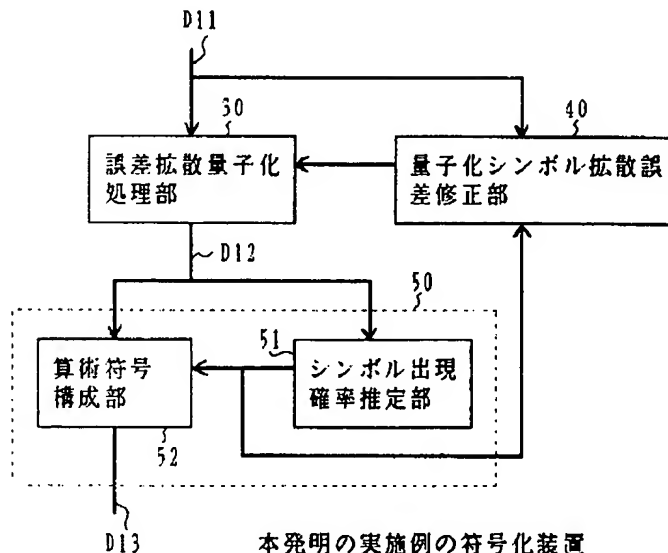 D11
30
40
誤差拡散量子化
処理部
量子化シンボル拡散誤
差修正部
D12
50
51
算術符号
構成部
シンボル出現
確率推定部
52
D13
本発明の実施例の符号化装置